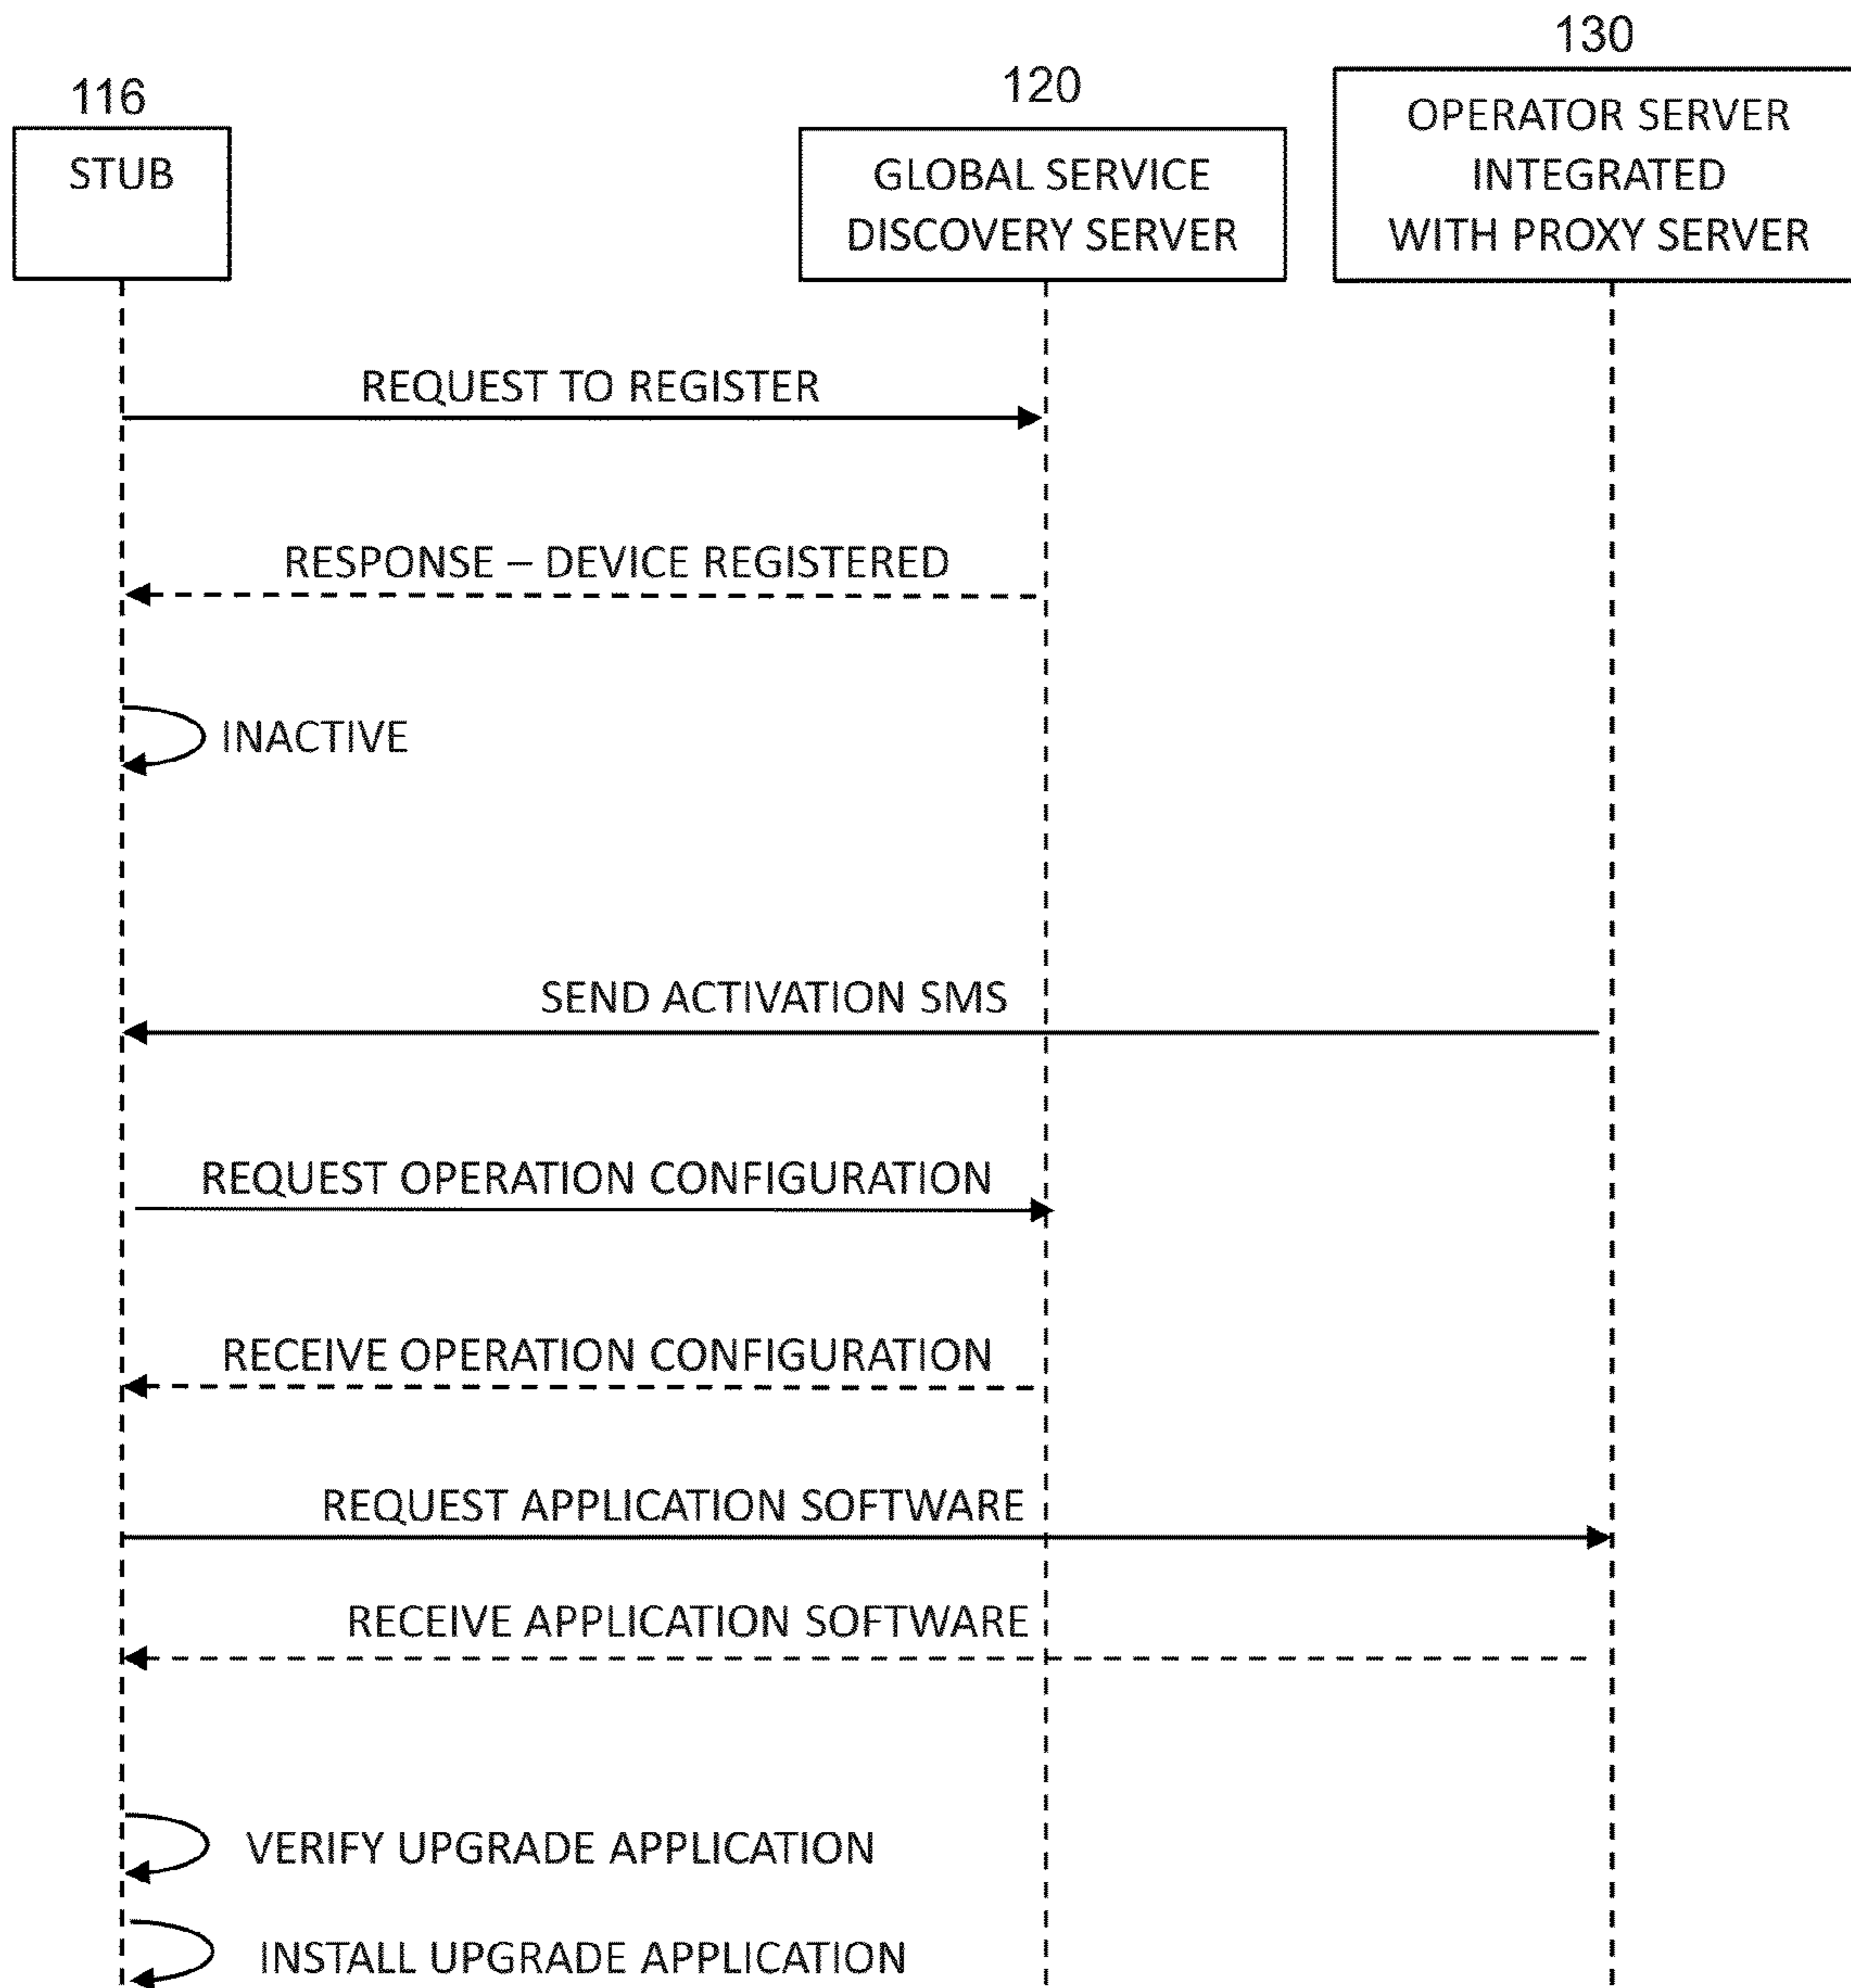 116
STUB
120
GLOBAL SERVICE
DISCOVERY SERVER
130
OPERATOR SERVER
INTEGRATED
WITH PROXY SERVER
REQUEST TO REGISTER
RESPONSE – DEVICE REGISTERED
INACTIVE
SEND ACTIVATION SMS
REQUEST OPERATION CONFIGURATION
RECEIVE OPERATION CONFIGURATION
REQUEST APPLICATION SOFTWARE
RECEIVE APPLICATION SOFTWARE
VERIFY UPGRADE APPLICATION
INSTALL UPGRADE APPLICATION